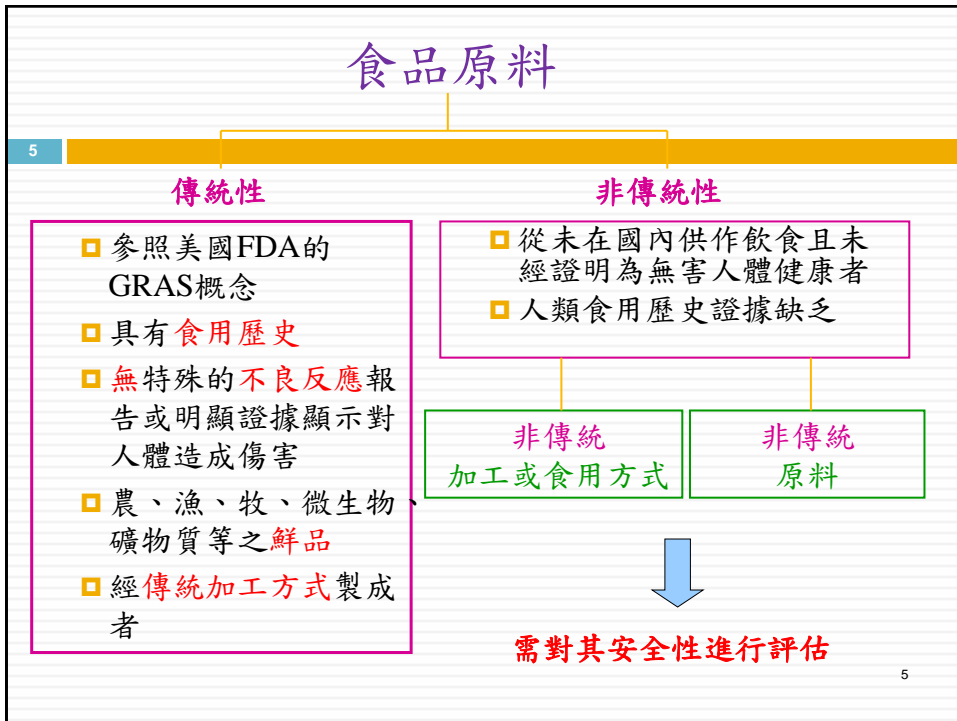 食品原料
5
傳統性
參照美國FDA的
GRAS概念
具有食用歷史
無特殊的不良反應報
告或明顯證據顯示對
人體造成傷害
農、漁、牧、微生物、
礦物質等之鮮品
經傳統加工方式製成
者
非傳統性
從未在國內供作飲食且未
經證明為無害人體健康者
人類食用歷史證據缺乏
非傳統
加工或食用方式
非傳統
原料
需對其安全性進行評估
5